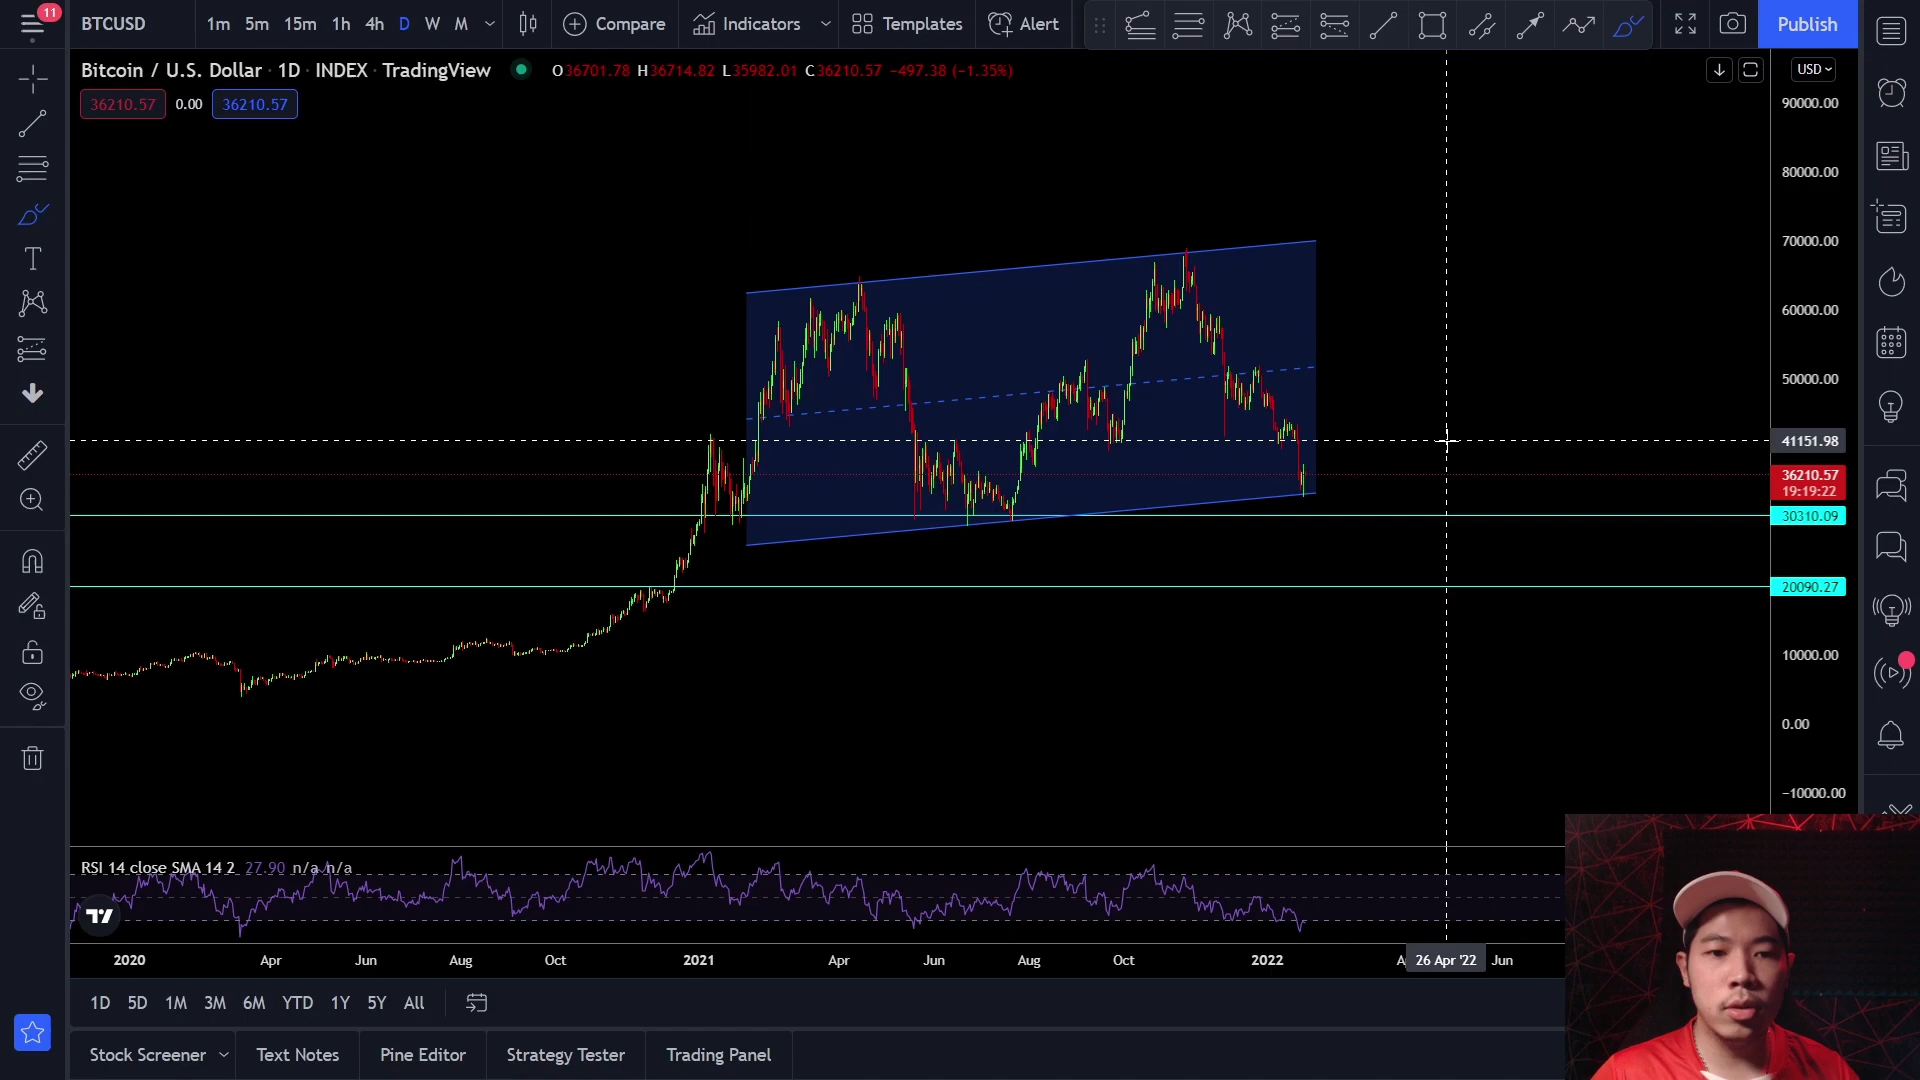 11
BTCUSD 1m 5m 15m 1h 4h D W M Compare Indicators Templates Alert Publish
Bitcoin / U.S. Dollar · 1D · INDEX · TradingView O36701.78 H36714.82 L35982.01 C36210.57 −497.38 (−1.35%) USD
36210.57 0.00 36210.57
90000.00
80000.00
70000.00
60000.00
50000.00
41151.98
36210.57
19:19:22
30310.09
20090.27
10000.00
0.00
−10000.00
RSI 14 close SMA 14 2 27.90 n/a n/a
2020 Apr Jun Aug Oct 2021 Apr Jun Aug Oct 2022 26 Apr '22 Jun
1D 5D 1M 3M 6M YTD 1Y 5Y All
Stock Screener Text Notes Pine Editor Strategy Tester Trading Panel